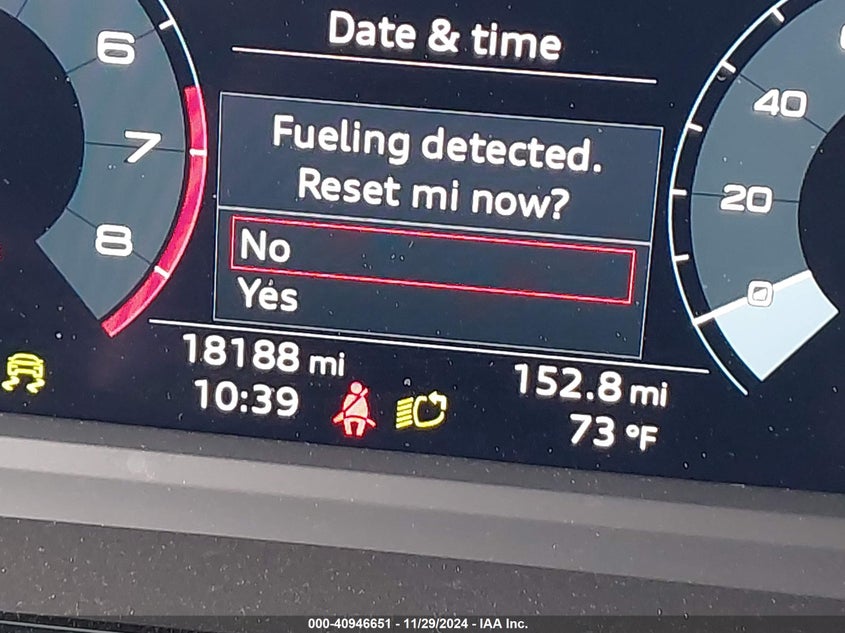 Date & time
6
7
8
40
20
0
Fueling detected.
Reset mi now?
No
Yes
18188 mi
152.8 mi
10:39
73 °F
000-40946651 - 11/29/2024 - IAA Inc.